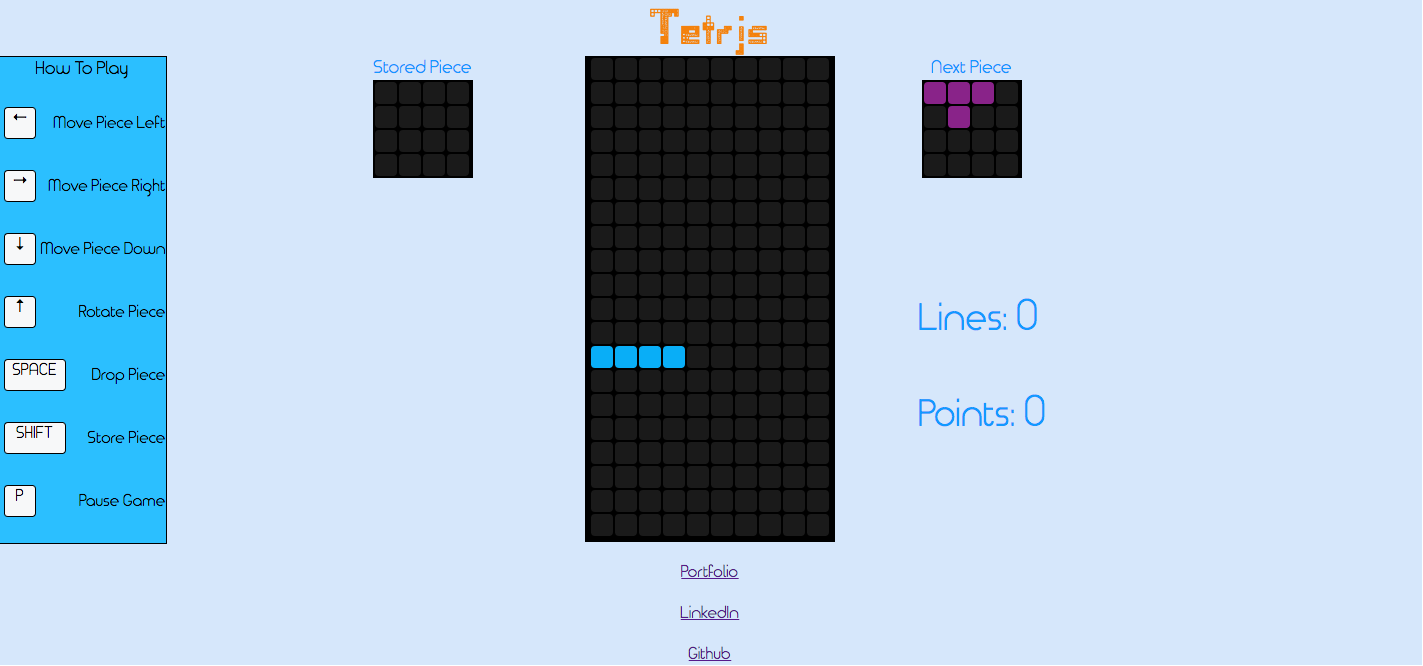 Tetrjs
How To Play
← Move Piece Left
→ Move Piece Right
↓ Move Piece Down
↑ Rotate Piece
SPACE Drop Piece
SHIFT Store Piece
P Pause Game
Stored Piece
Next Piece
Lines: 0
Points: 0
Portfolio
LinkedIn
Github